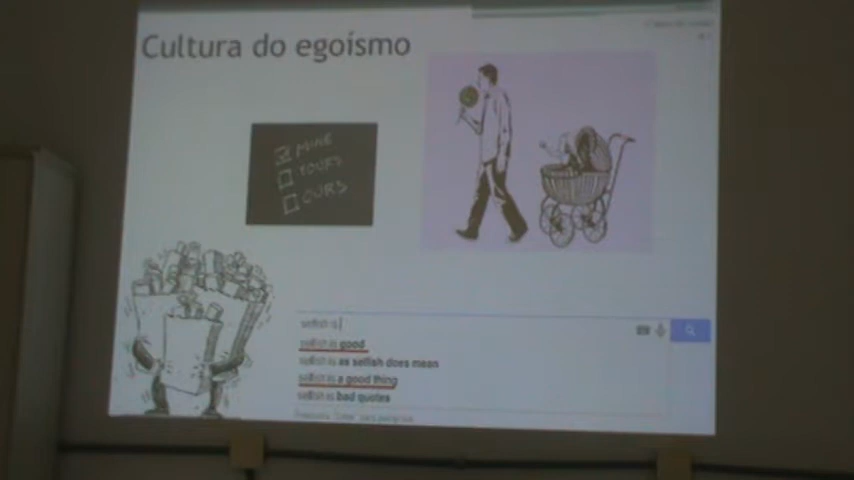 Cultura do egoísmo
MINE
YOURS
OURS
selfish is
selfish is good
selfish is as selfish does mean
selfish is a good thing
selfish is bad quotes